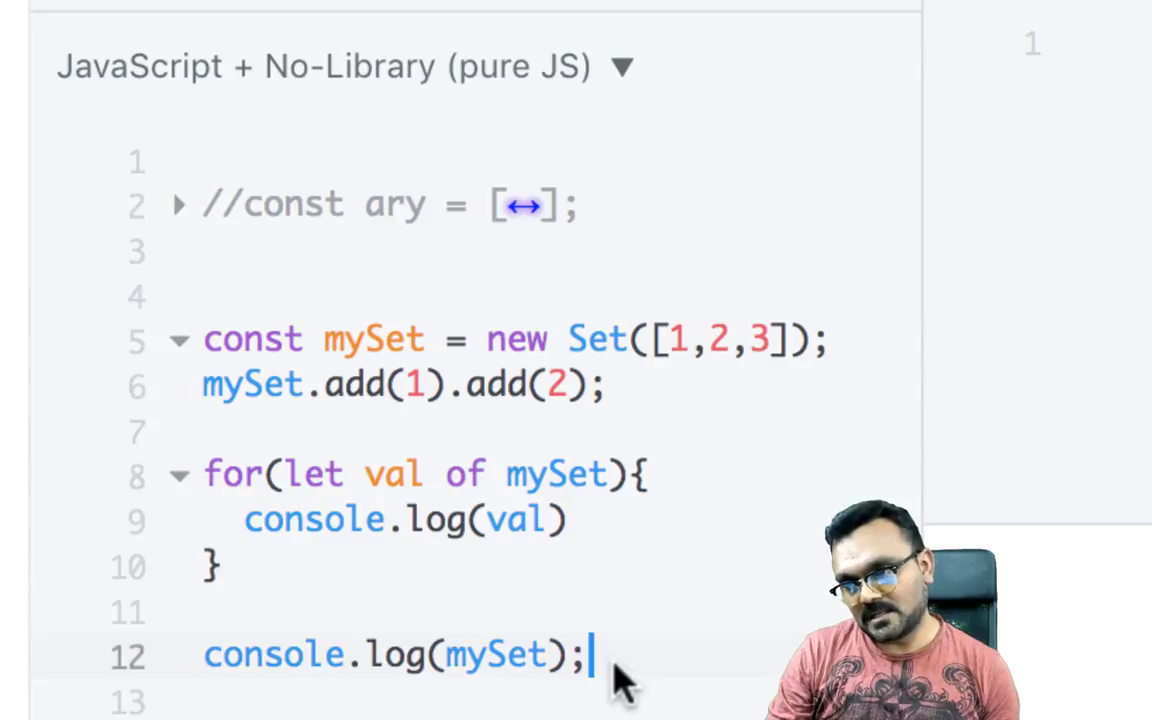 1
JavaScript + No-Library (pure JS) ▼
1
2 //const ary = [↔];
3
4
5 const mySet = new Set([1,2,3]);
6 mySet.add(1).add(2);
7
8 for(let val of mySet){
9 console.log(val)
10 }
11
12 console.log(mySet);
13